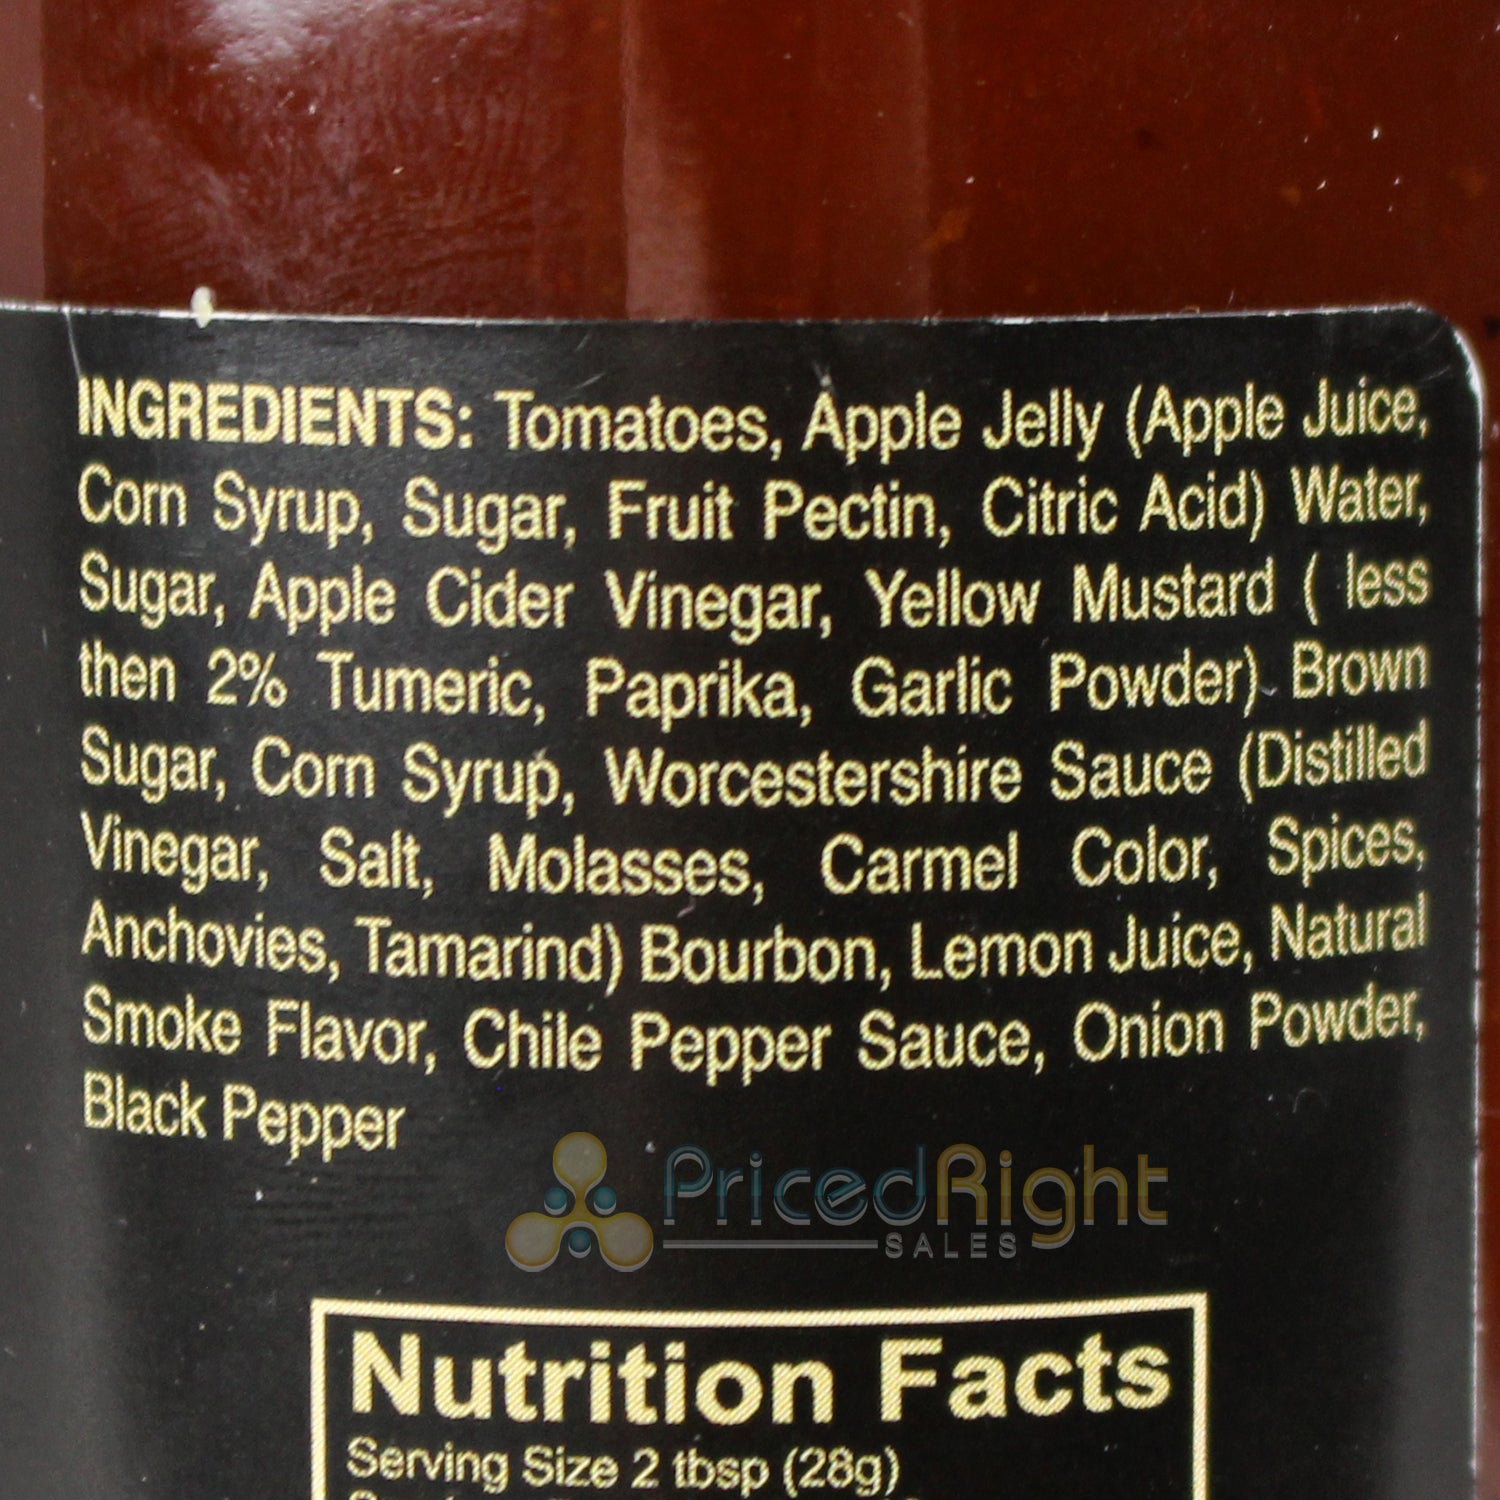 INGREDIENTS: Tomatoes, Apple Jelly (Apple Juice,
Corn Syrup, Sugar, Fruit Pectin, Citric Acid) Water,
Sugar, Apple Cider Vinegar, Yellow Mustard ( less
then 2% Tumeric, Paprika, Garlic Powder) Brown
Sugar, Corn Syrup, Worcestershire Sauce (Distilled
Vinegar, Salt, Molasses, Carmel Color, Spices,
Anchovies, Tamarind) Bourbon, Lemon Juice, Natural
Smoke Flavor, Chile Pepper Sauce, Onion Powder,
Black Pepper
PricedRight
SALES
Nutrition Facts
Serving Size 2 tbsp (28g)